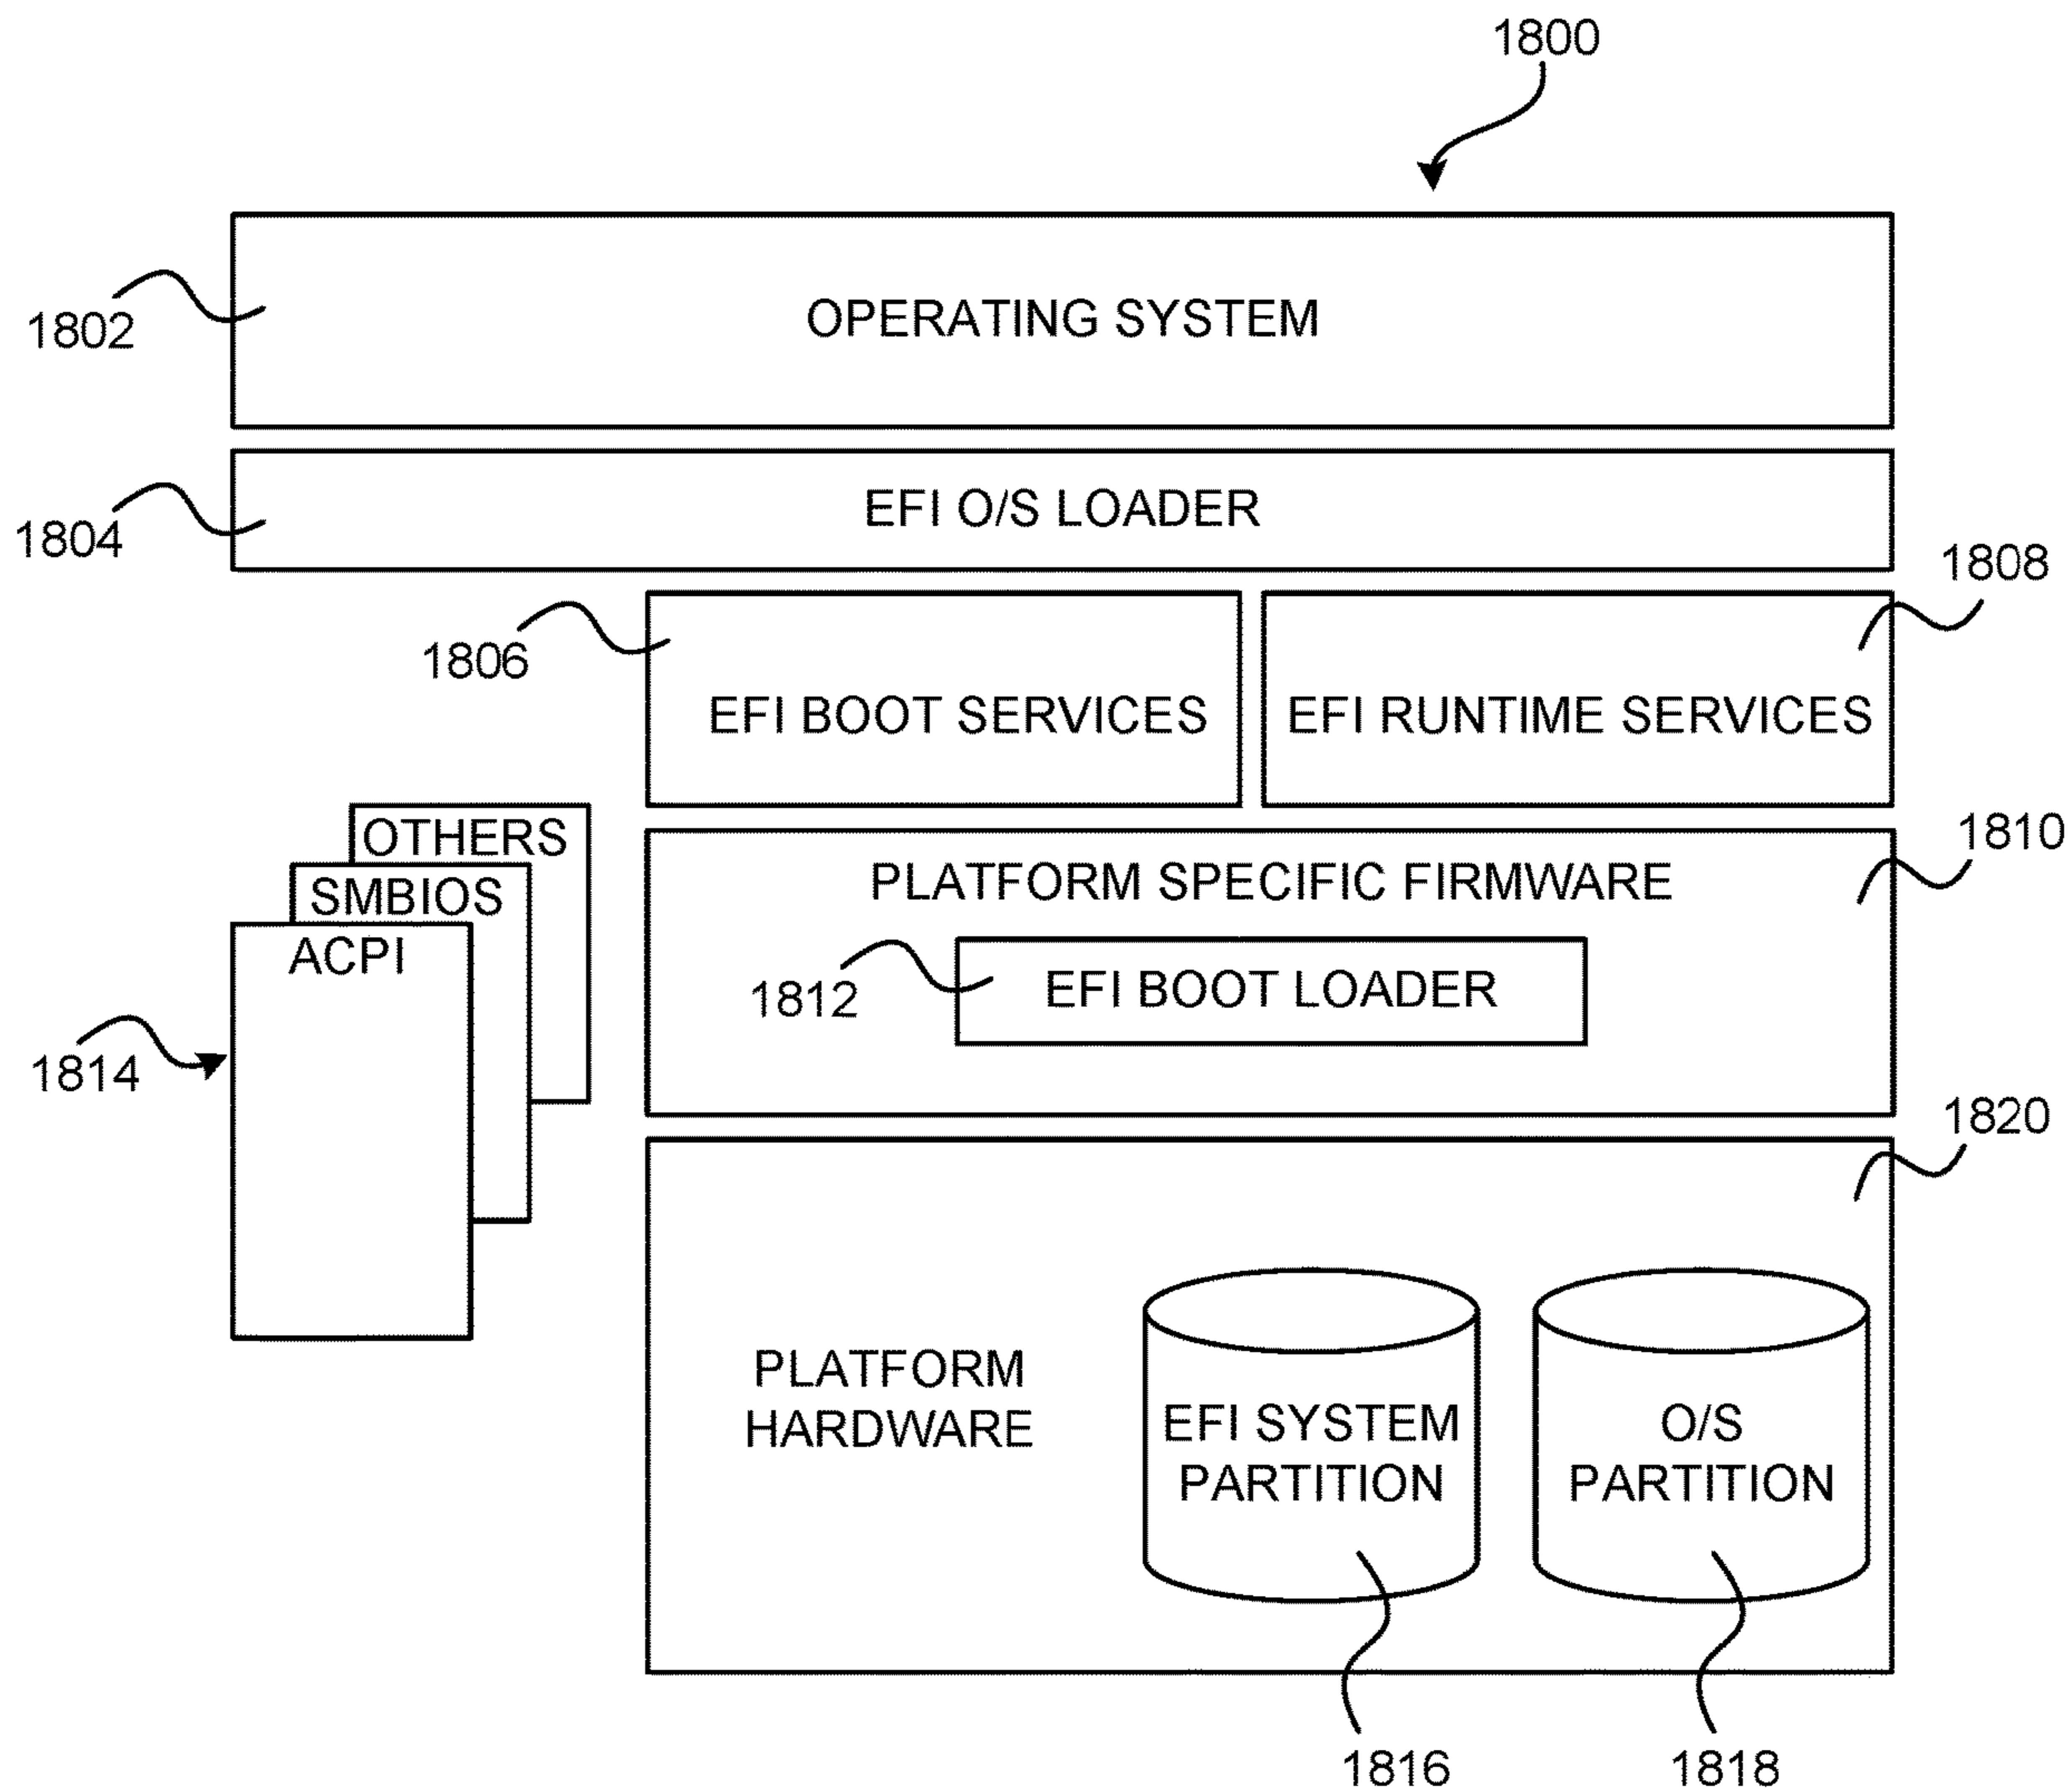 1800
OPERATING SYSTEM
1802
EFI O/S LOADER
1804
1808
1806
EFI BOOT SERVICES
EFI RUNTIME SERVICES
OTHERS
SMBIOS
ACPI
1810
PLATFORM SPECIFIC FIRMWARE
1812
EFI BOOT LOADER
1814
1820
PLATFORM
HARDWARE
EFI SYSTEM
PARTITION
O/S
PARTITION
1816
1818